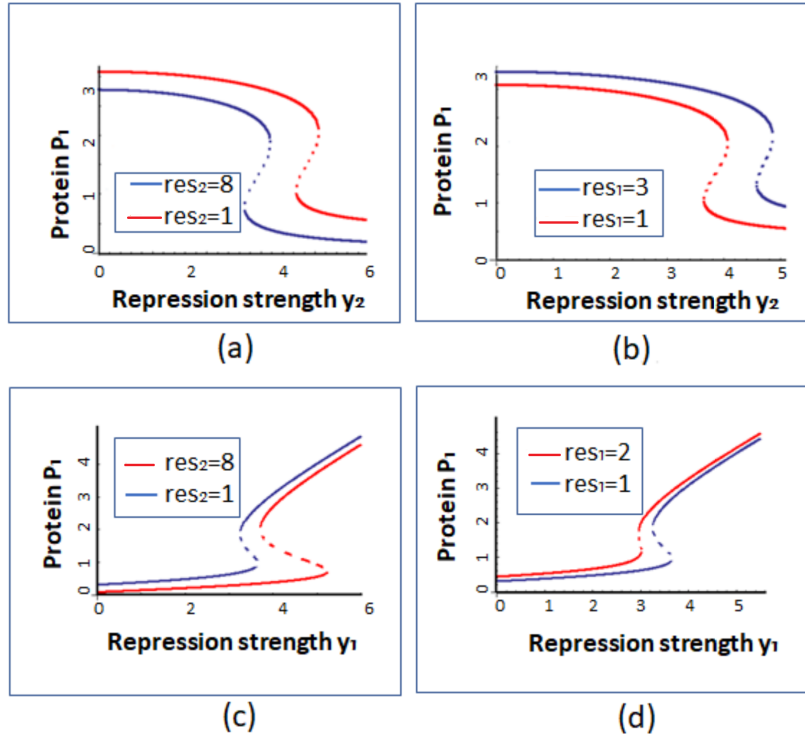 Protein P₁
3
2
1
0
res₂=8
res₂=1
0
2
4
6
Repression strength y₂
(a)
Protein P₁
3
2
1
0
res₁=3
res₁=1
0
1
2
3
4
5
Repression strength y₂
(b)
Protein P₁
4
3
2
1
0
res₂=8
res₂=1
0
2
4
6
Repression strength y₁
(c)
Protein P₁
4
3
2
1
0
res₁=2
res₁=1
0
1
2
3
4
5
Repression strength y₁
(d)